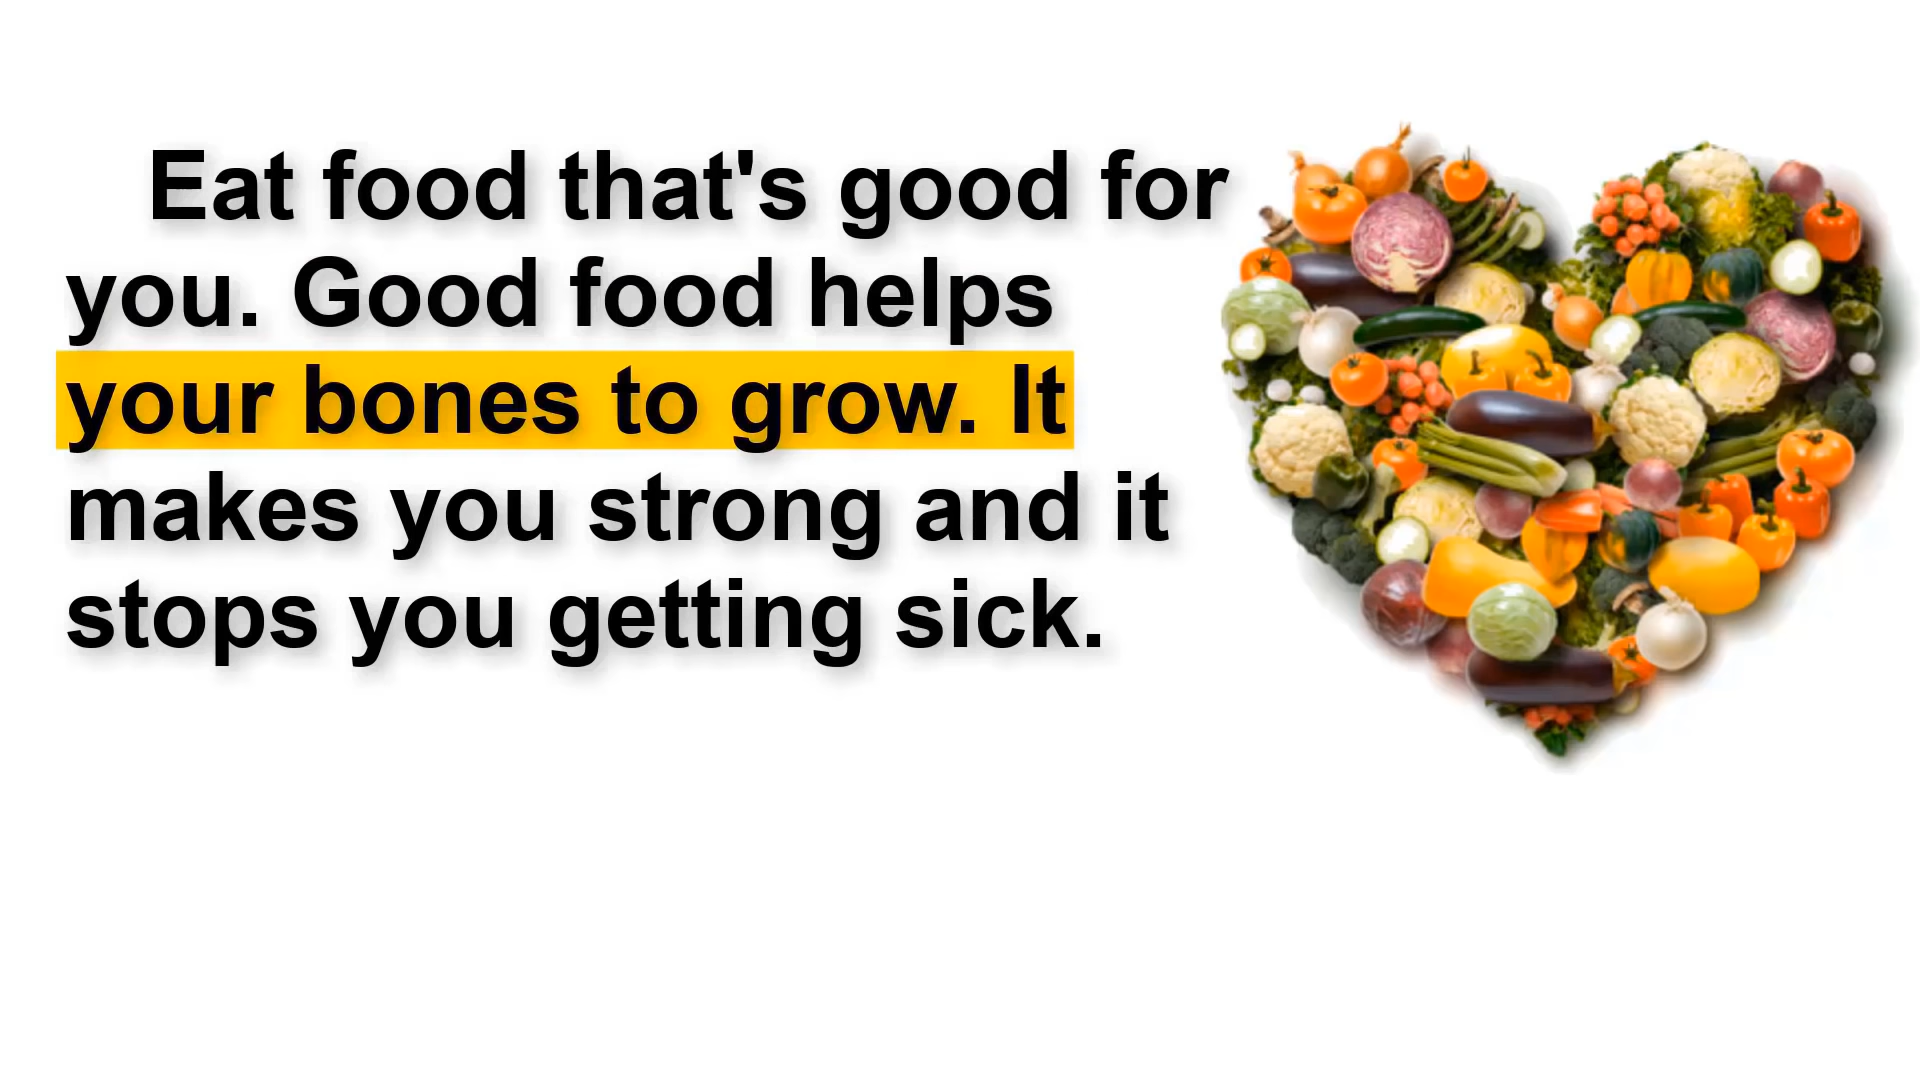 Eat food that's good for
you. Good food helps
your bones to grow. It
makes you strong and it
stops you getting sick.